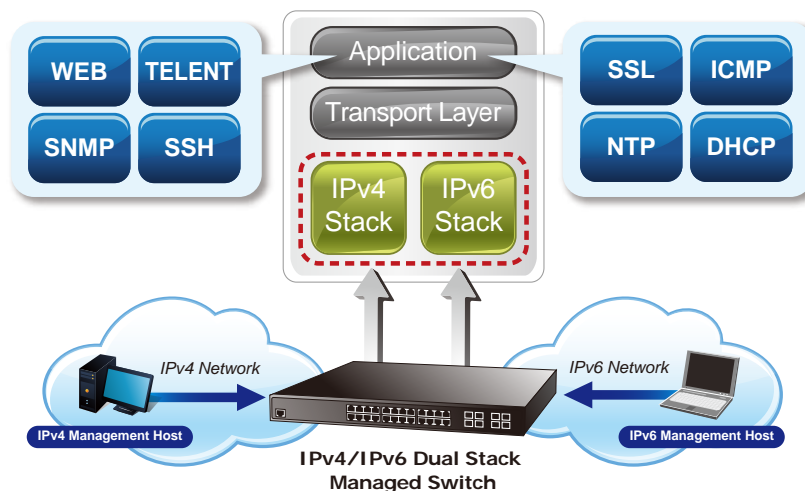 Application
WEB
TELENT
SSL
ICMP
Transport Layer
SNMP
SSH
NTP
DHCP
IPv4
Stack
IPv6
Stack
IPv4 Network
IPv6 Network
IPv4 Management Host
IPv6 Management Host
IPv4/IPv6 Dual Stack
Managed Switch